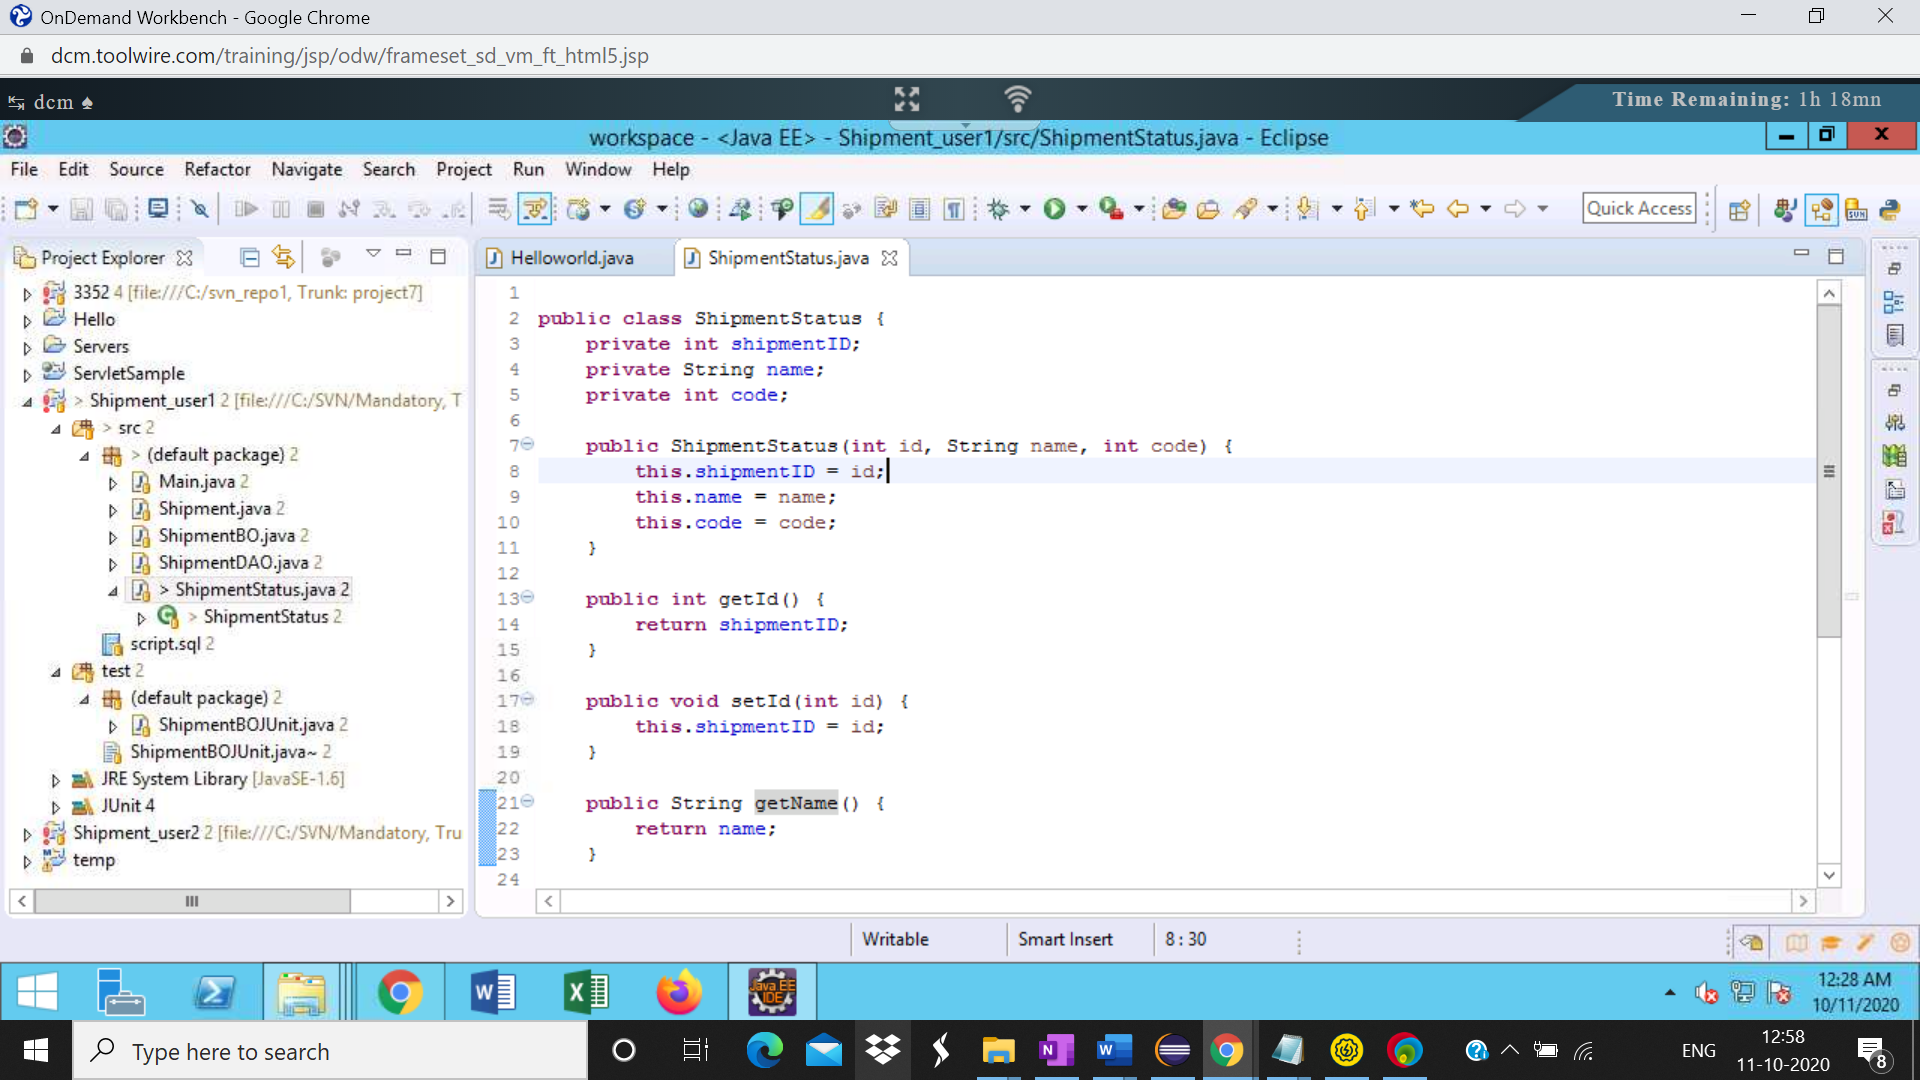 OnDemand Workbench - Google Chrome
dcm.toolwire.com/training/jsp/odw/frameset_sd_vm_ft_html5.jsp
dcm
Time Remaining: 1h 18mn
workspace - <Java EE> - Shipment_user1/src/ShipmentStatus.java - Eclipse
File Edit Source Refactor Navigate Search Project Run Window Help
Quick Access
Project Explorer
3352 4 [file:///C:/svn_repo1, Trunk: project7]
Hello
Servers
ServletSample
> Shipment_user1 2 [file:///C:/SVN/Mandatory, T
> src 2
> (default package) 2
Main.java 2
Shipment.java 2
ShipmentBO.java 2
ShipmentDAO.java 2
> ShipmentStatus.java 2
> ShipmentStatus 2
script.sql 2
test 2
(default package) 2
ShipmentBOJUnit.java 2
ShipmentBOJUnit.java~ 2
JRE System Library [JavaSE-1.6]
JUnit 4
Shipment_user2 2 [file:///C:/SVN/Mandatory, Tru
temp
Helloworld.java ShipmentStatus.java
1
2 public class ShipmentStatus {
3 private int shipmentID;
4 private String name;
5 private int code;
6
7 public ShipmentStatus(int id, String name, int code) {
8 this.shipmentID = id;
9 this.name = name;
10 this.code = code;
11 }
12
13 public int getId() {
14 return shipmentID;
15 }
16
17 public void setId(int id) {
18 this.shipmentID = id;
19 }
20
21 public String getName() {
22 return name;
23 }
24
Writable Smart Insert 8 : 30
12:28 AM
10/11/2020
Type here to search
ENG
12:58
11-10-2020
8